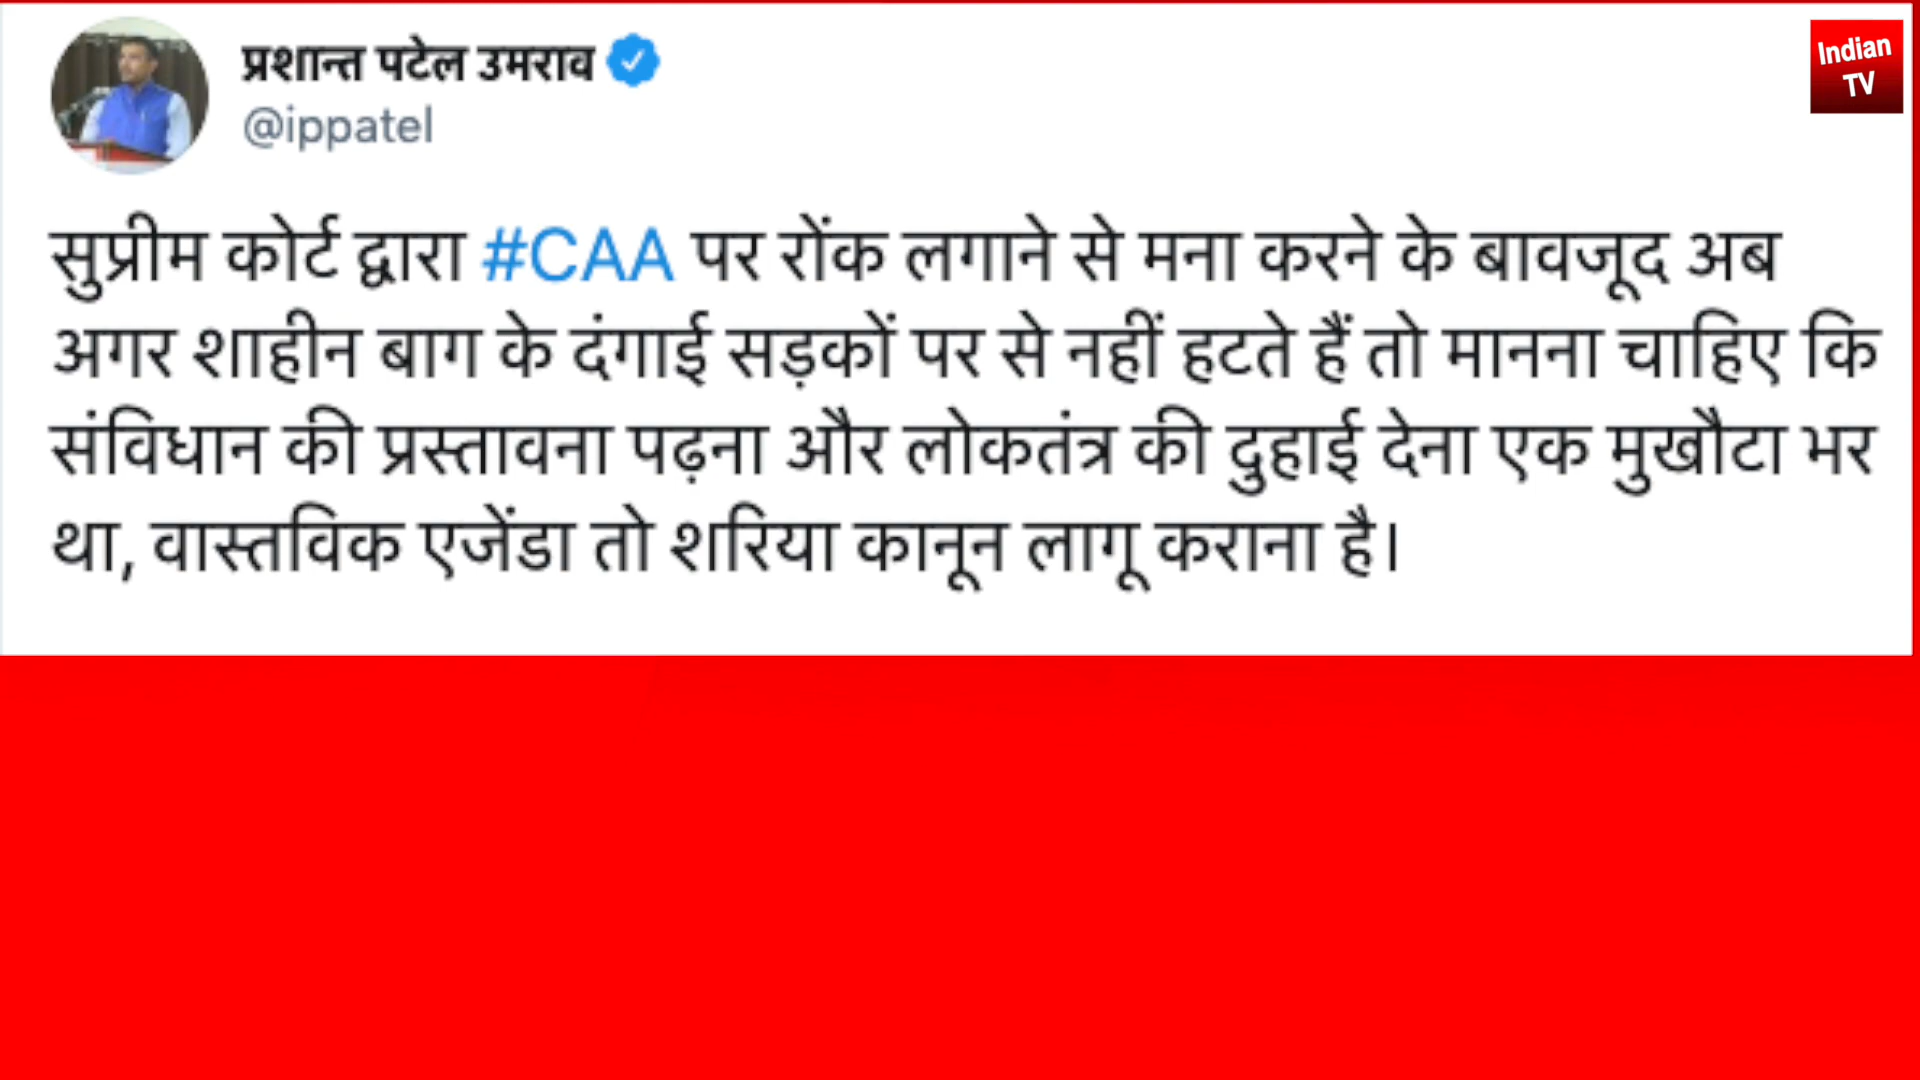 प्रशान्त पटेल उमराव
@ippatel
Indian
TV
सुप्रीम कोर्ट द्वारा #CAA पर रोंक लगाने से मना करने के बावजूद अब
अगर शाहीन बाग के दंगाई सड़कों पर से नहीं हटते हैं तो मानना चाहिए कि
संविधान की प्रस्तावना पढ़ना और लोकतंत्र की दुहाई देना एक मुखौटा भर
था, वास्तविक एजेंडा तो शरिया कानून लागू कराना है।